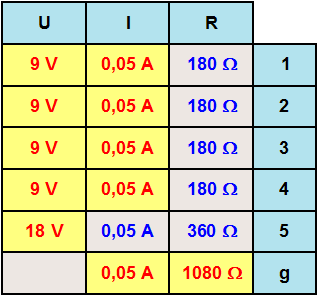 U I R
9 V 0,05 A 180 Ω 1
9 V 0,05 A 180 Ω 2
9 V 0,05 A 180 Ω 3
9 V 0,05 A 180 Ω 4
18 V 0,05 A 360 Ω 5
0,05 A 1080 Ω g